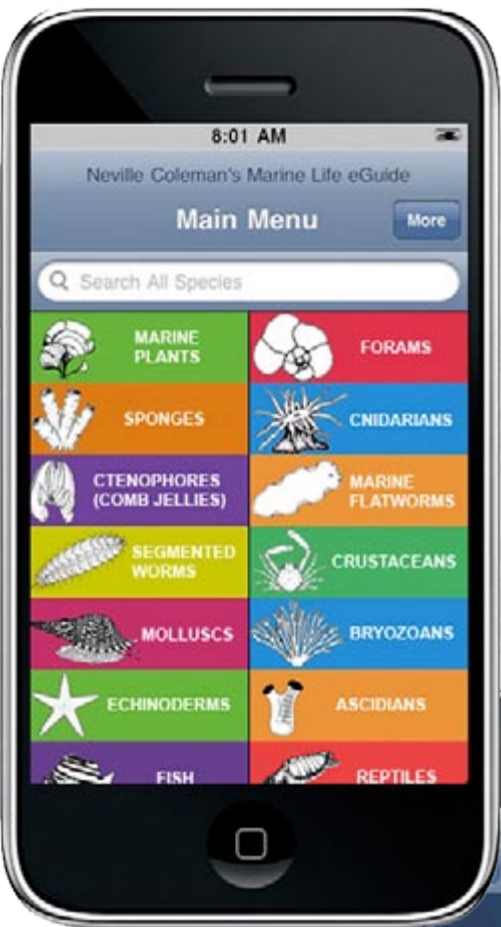 8:01 AM
Neville Coleman's Marine Life eGuide
Main Menu
More
Search All Species
MARINE
PLANTS
FORAMS
SPONGES
CNIDARIANS
CTENOPHORES
(COMB JELLIES)
MARINE
FLATWORMS
SEGMENTED
WORMS
CRUSTACEANS
MOLLUSCS
BRYOZOANS
ECHINODERMS
ASCIDIANS
FISH
REPTILES